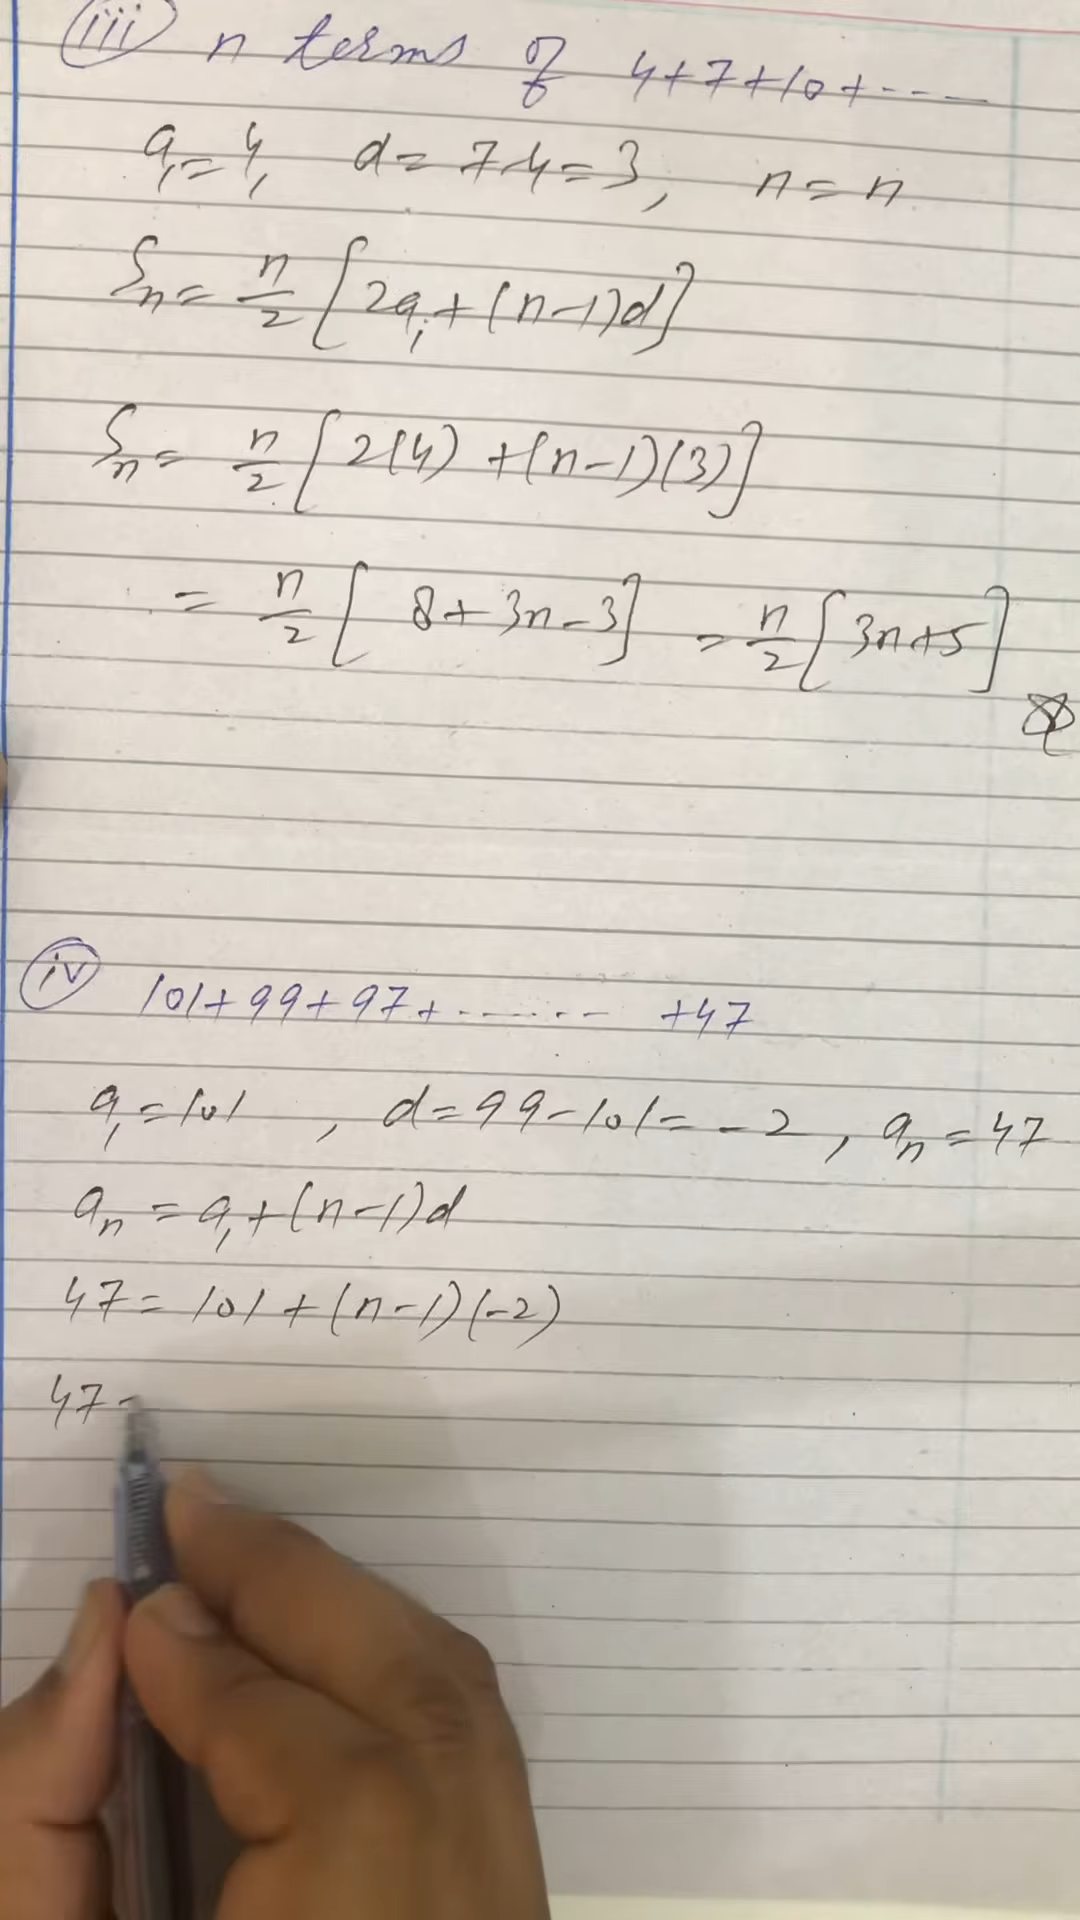 (iii) n terms of 4+7+10+----
a₁=4, d=7-4=3, n=n
Sn= n/2 [2a₁+(n-1)d]
Sn= n/2 [2(4)+(n-1)(3)]
= n/2 [8+3n-3] = n/2 [3n+5]
(iv) 101+99+97+....... +47
a₁=101, d=99-101=-2, an=47
an=a₁+(n-1)d
47=101+(n-1)(-2)
47-